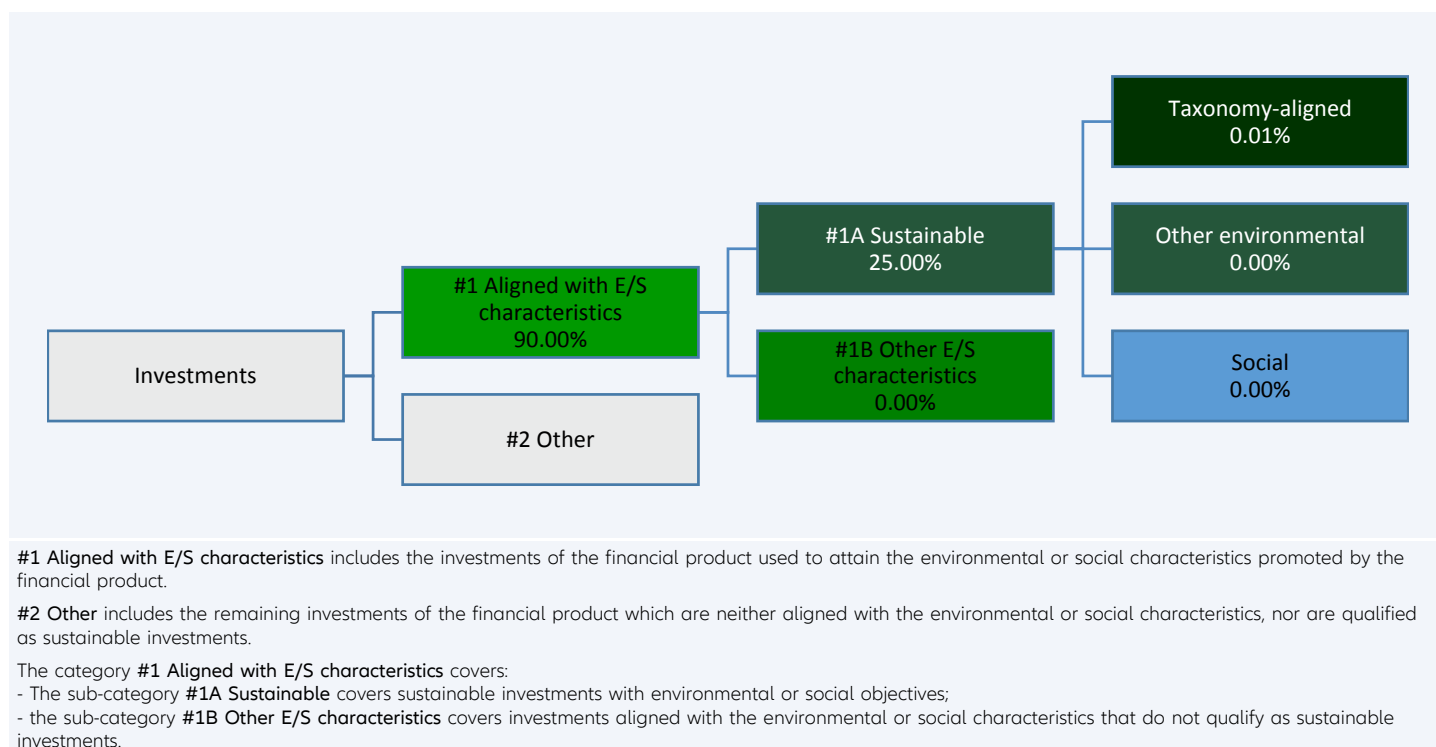 Investments
#1 Aligned with E/S
characteristics
90.00%
#2 Other
#1A Sustainable
25.00%
#1B Other E/S
characteristics
0.00%
Taxonomy-aligned
0.01%
Other environmental
0.00%
Social
0.00%
#1 Aligned with E/S characteristics includes the investments of the financial product used to attain the environmental or social characteristics promoted by the
financial product.
#2 Other includes the remaining investments of the financial product which are neither aligned with the environmental or social characteristics, nor are qualified
as sustainable investments.
The category #1 Aligned with E/S characteristics covers:
- The sub-category #1A Sustainable covers sustainable investments with environmental or social objectives;
- the sub-category #1B Other E/S characteristics covers investments aligned with the environmental or social characteristics that do not qualify as sustainable
investments.